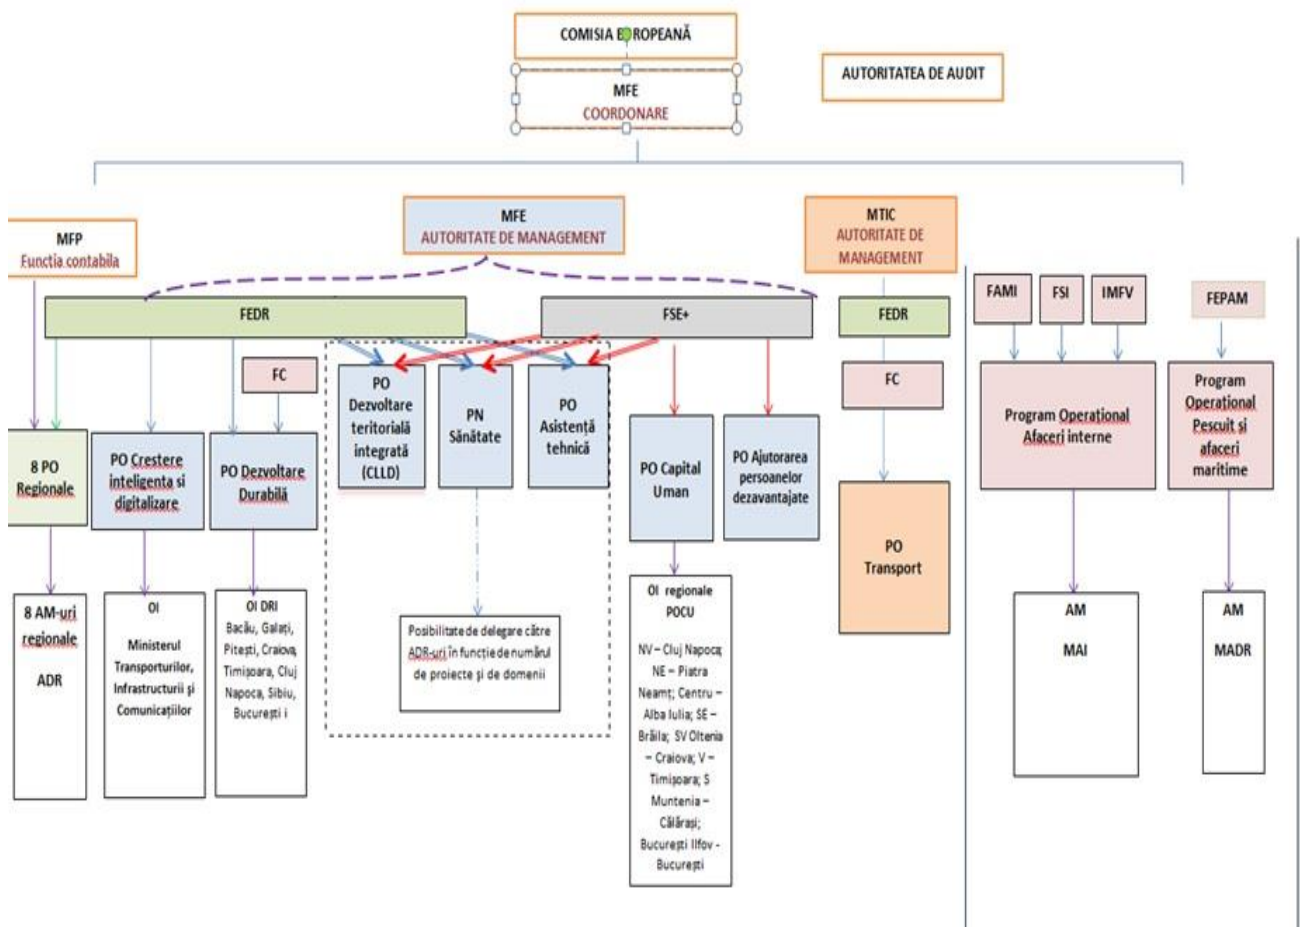 COMISIA EUROPEANĂ
MFE
COORDONARE
AUTORITATEA DE AUDIT
MFP
Functia contabila
MFE
AUTORITATE DE MANAGEMENT
MTIC
AUTORITATE DE
MANAGEMENT
FEDR
FSE+
FEDR
FAMI
FSI
IMFV
FEPAM
FC
FC
8 PO
Regionale
PO Crestere
inteligenta si
digitalizare
PO Dezvoltare
Durabilă
PO
Dezvoltare
teritorială
integrată
(CLLD)
PN
Sănătate
PO
Asistență
tehnică
PO Capital
Uman
PO Ajutorarea
persoanelor
dezavantajate
PO
Transport
Program Operațional
Afaceri interne
Program
Operațional
Pescuit și
afaceri
maritime
8 AM-uri
regionale
ADR
OI
Ministerul
Transporturilor,
Infrastructurii și
Comunicațiilor
OI DRI
Bacău, Galați,
Pitești, Craiova,
Timișoara, Cluj
Napoca, Sibiu,
București i
Posibilitate de delegare către
ADR-uri în funcție de numărul
de proiecte și de domenii
OI regionale
POCU
NV – Cluj Napoca;
NE – Piatra
Neamț; Centru –
Alba Iulia; SE –
Brăila; SV Oltenia
– Craiova; V –
Timișoara; S
Muntenia –
Călărași;
București Ilfov -
București
AM
MAI
AM
MADR